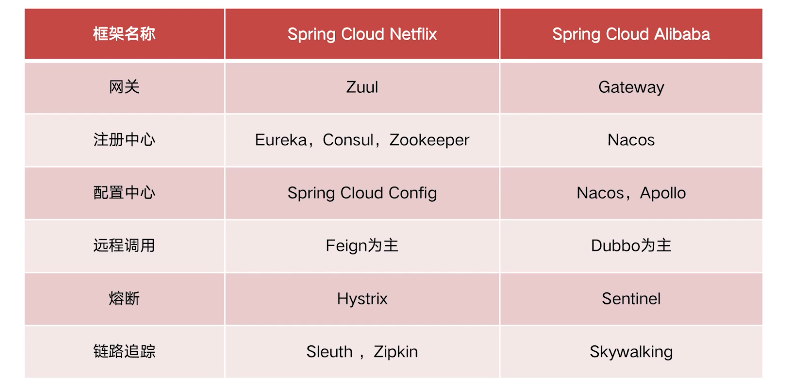 框架名称 Spring Cloud Netflix Spring Cloud Alibaba
网关 Zuul Gateway
注册中心 Eureka，Consul，Zookeeper Nacos
配置中心 Spring Cloud Config Nacos，Apollo
远程调用 Feign为主 Dubbo为主
熔断 Hystrix Sentinel
链路追踪 Sleuth ，Zipkin Skywalking